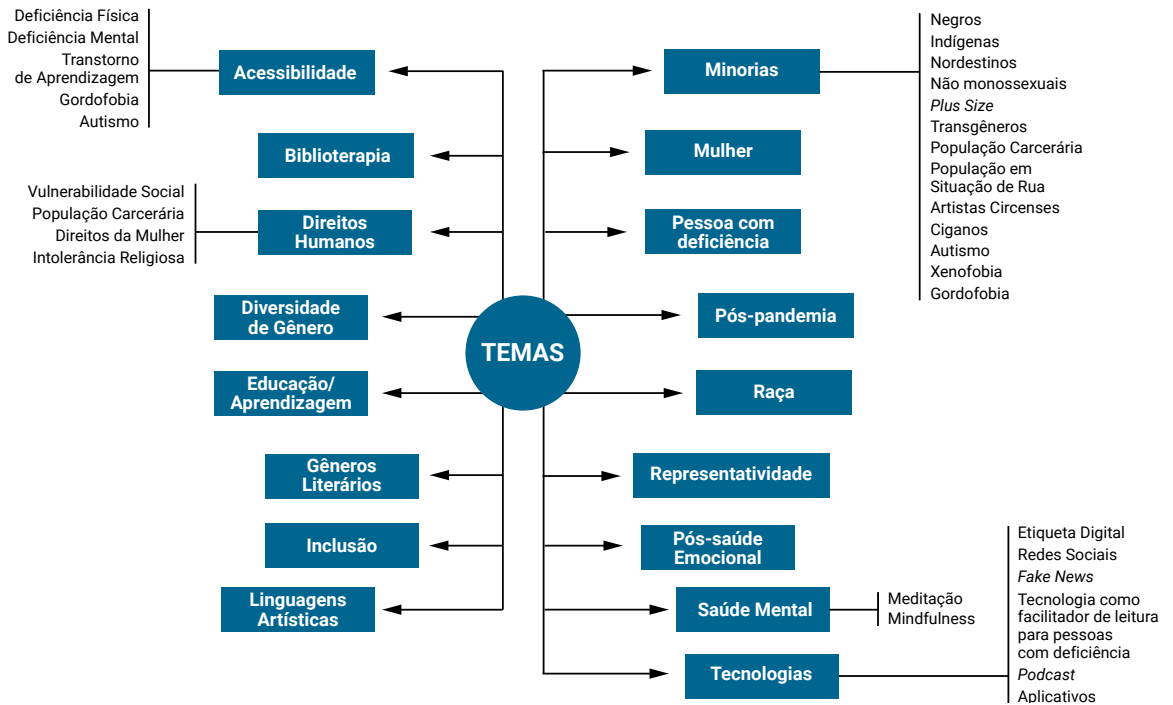 Deficiência Física
Deficiência Mental
Transtorno
de Aprendizagem
Gordofobia
Autismo
Acessibilidade
Biblioterapia
Vulnerabilidade Social
População Carcerária
Direitos da Mulher
Intolerância Religiosa
Direitos
Humanos
Diversidade
de Gênero
Educação/
Aprendizagem
Gêneros
Literários
Inclusão
Linguagens
Artísticas
TEMAS
Minorias
Negros
Indígenas
Nordestinos
Não monossexuais
Plus Size
Transgêneros
População Carcerária
População em
Situação de Rua
Artistas Circenses
Ciganos
Autismo
Xenofobia
Gordofobia
Mulher
Pessoa com
deficiência
Pós-pandemia
Raça
Representatividade
Pós-saúde
Emocional
Saúde Mental
Meditação
Mindfulness
Tecnologias
Etiqueta Digital
Redes Sociais
Fake News
Tecnologia como
facilitador de leitura
para pessoas
com deficiência
Podcast
Aplicativos